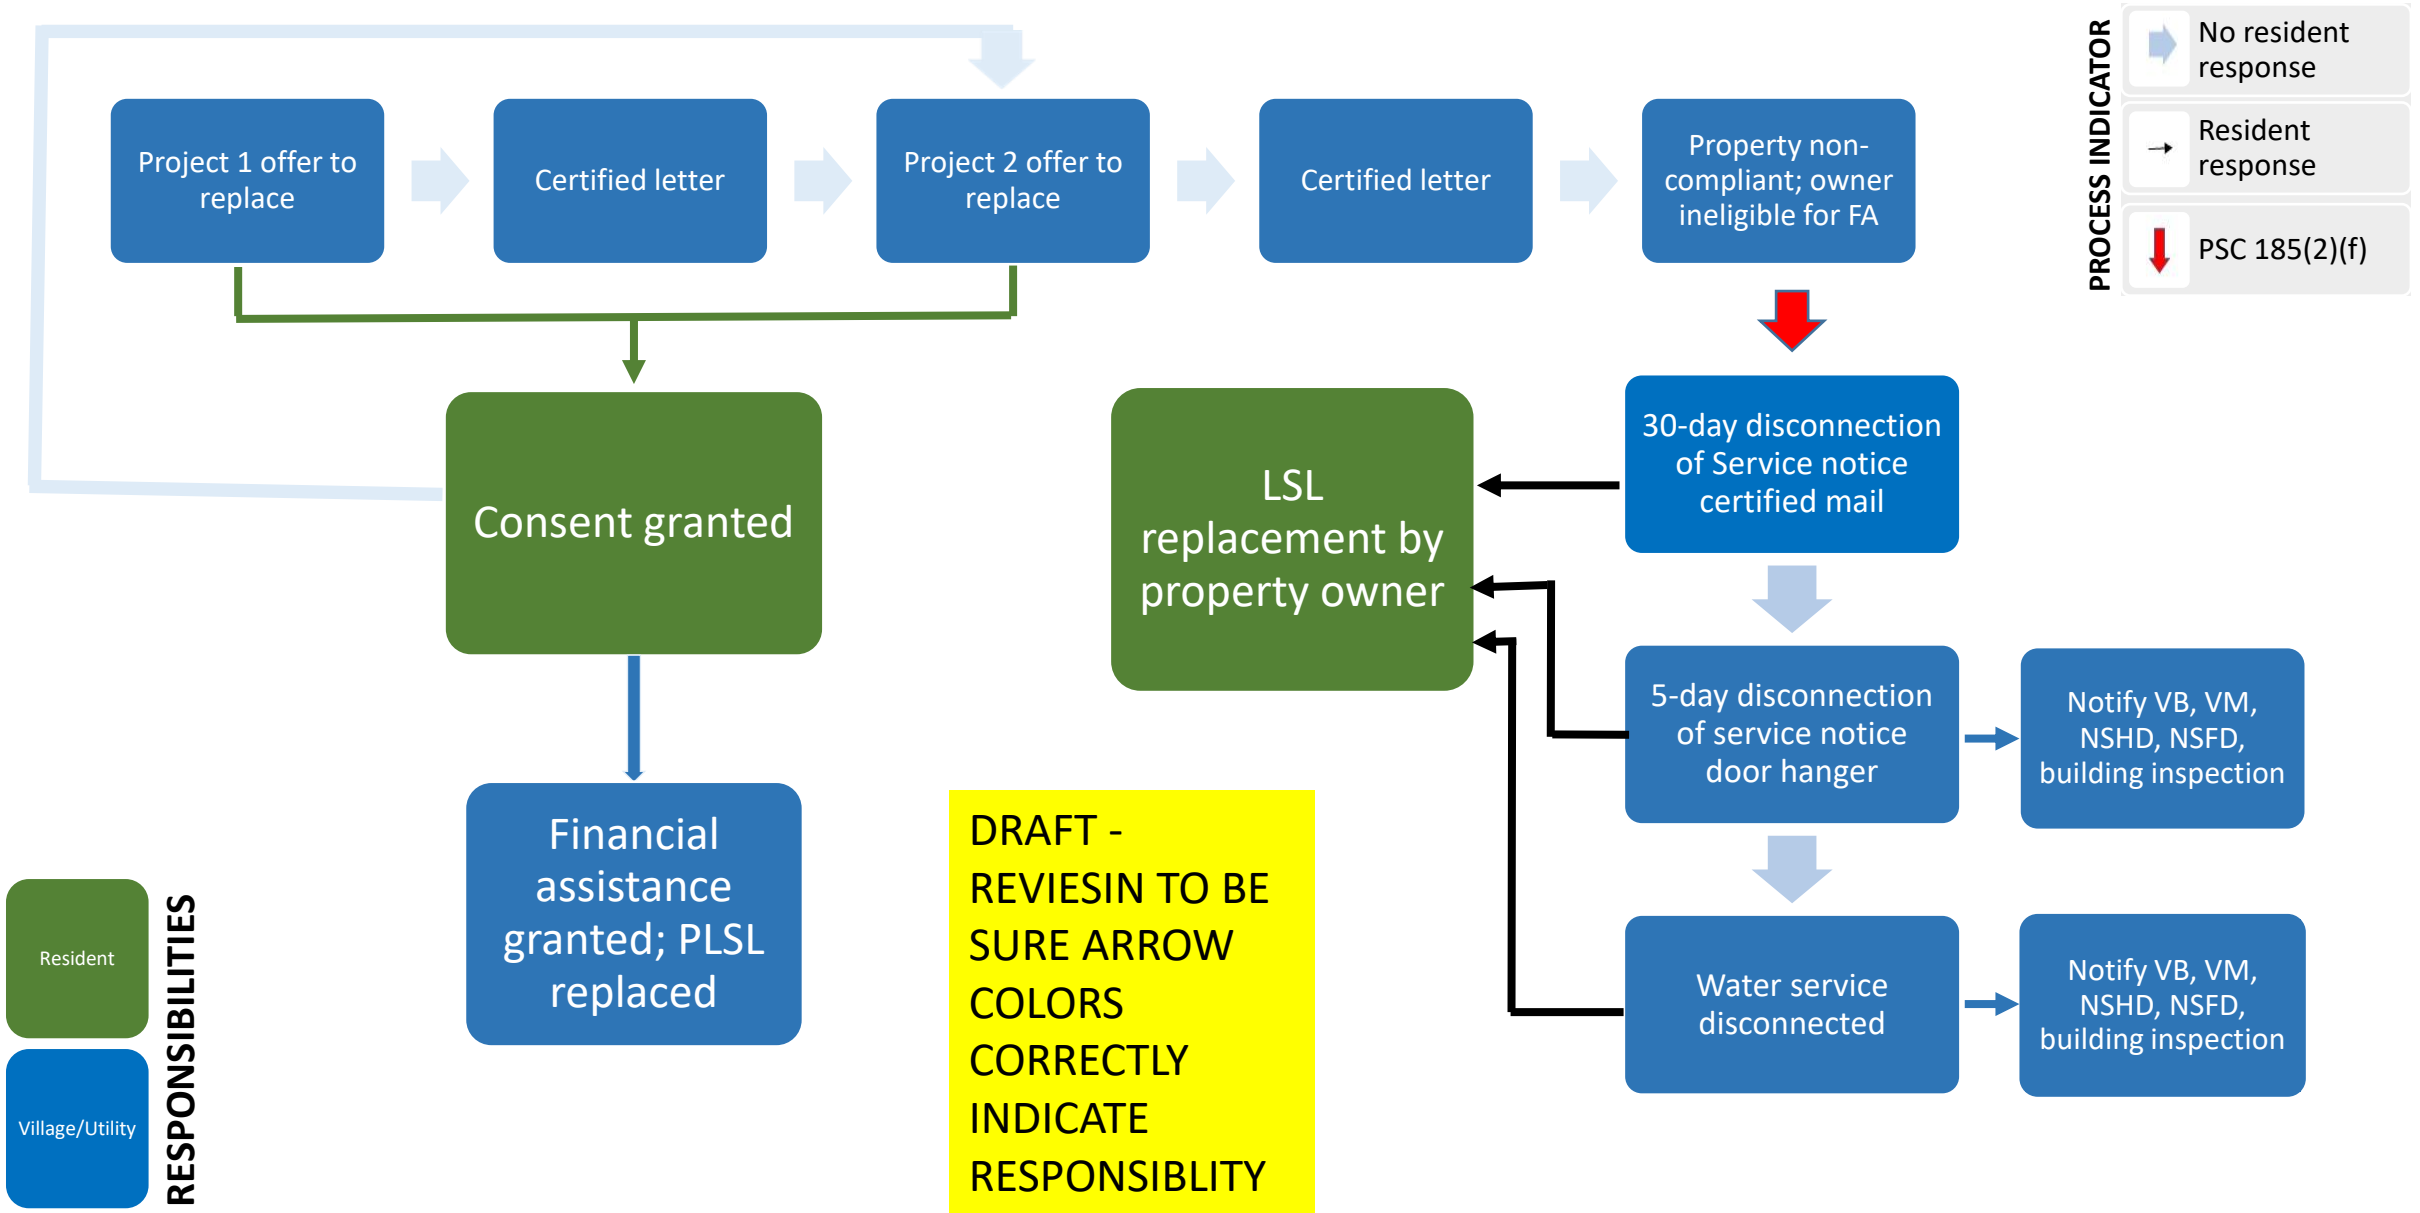 Project 1 offer to
replace
Certified letter
Project 2 offer to
replace
Certified letter
Property non-
compliant; owner
ineligible for FA
PROCESS INDICATOR
No resident
response
Resident
response
PSC 185(2)(f)
Consent granted
LSL
replacement by
property owner
30-day disconnection
of Service notice
certified mail
5-day disconnection
of service notice
door hanger
Notify VB, VM,
NSHD, NSFD,
building inspection
Financial
assistance
granted; PLSL
replaced
DRAFT -
REVIESIN TO BE
SURE ARROW
COLORS
CORRECTLY
INDICATE
RESPONSIBLITY
Water service
disconnected
Notify VB, VM,
NSHD, NSFD,
building inspection
Resident
Village/Utility
RESPONSIBILITIES